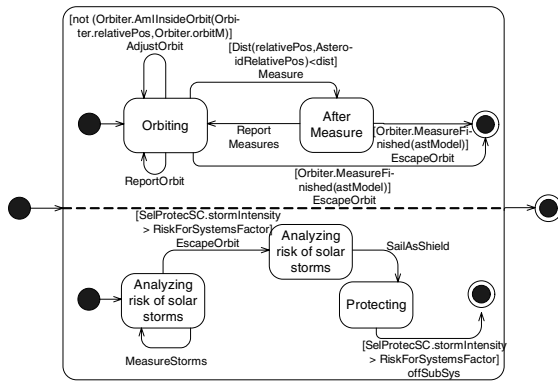 [not (Orbiter.AmIInsideOrbit(Orbi-
ter.relativePos,Orbiter.orbitM)]
AdjustOrbit
[Dist(relativePos,Astero-
idRelativePos)<dist]
Measure
Orbiting
After
Measure
Report
Measures
[Orbiter.MeasureFi-
nished(astModel)]
EscapeOrbit
ReportOrbit
[Orbiter.MeasureFi-
nished(astModel)]
EscapeOrbit
[SelProtecSC.stormIntensity
> RiskForSystemsFactor]
EscapeOrbit
Analyzing
risk of solar
storms
SailAsShield
Analyzing
risk of solar
storms
Protecting
MeasureStorms
[SelProtecSC.stormIntensity
> RiskForSystemsFactor]
offSubSys